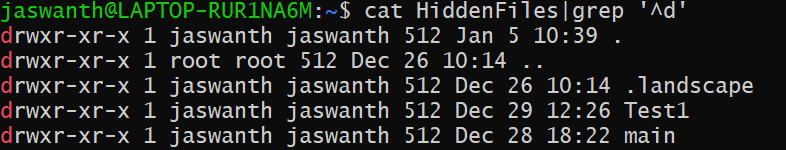 jaswanth@LAPTOP-RUR1NA6M:~$ cat HiddenFiles|grep '^d'
drwxr-xr-x 1 jaswanth jaswanth 512 Jan 5 10:39 .
drwxr-xr-x 1 root root 512 Dec 26 10:14 ..
drwxr-xr-x 1 jaswanth jaswanth 512 Dec 26 10:14 .landscape
drwxr-xr-x 1 jaswanth jaswanth 512 Dec 29 12:26 Test1
drwxr-xr-x 1 jaswanth jaswanth 512 Dec 28 18:22 main